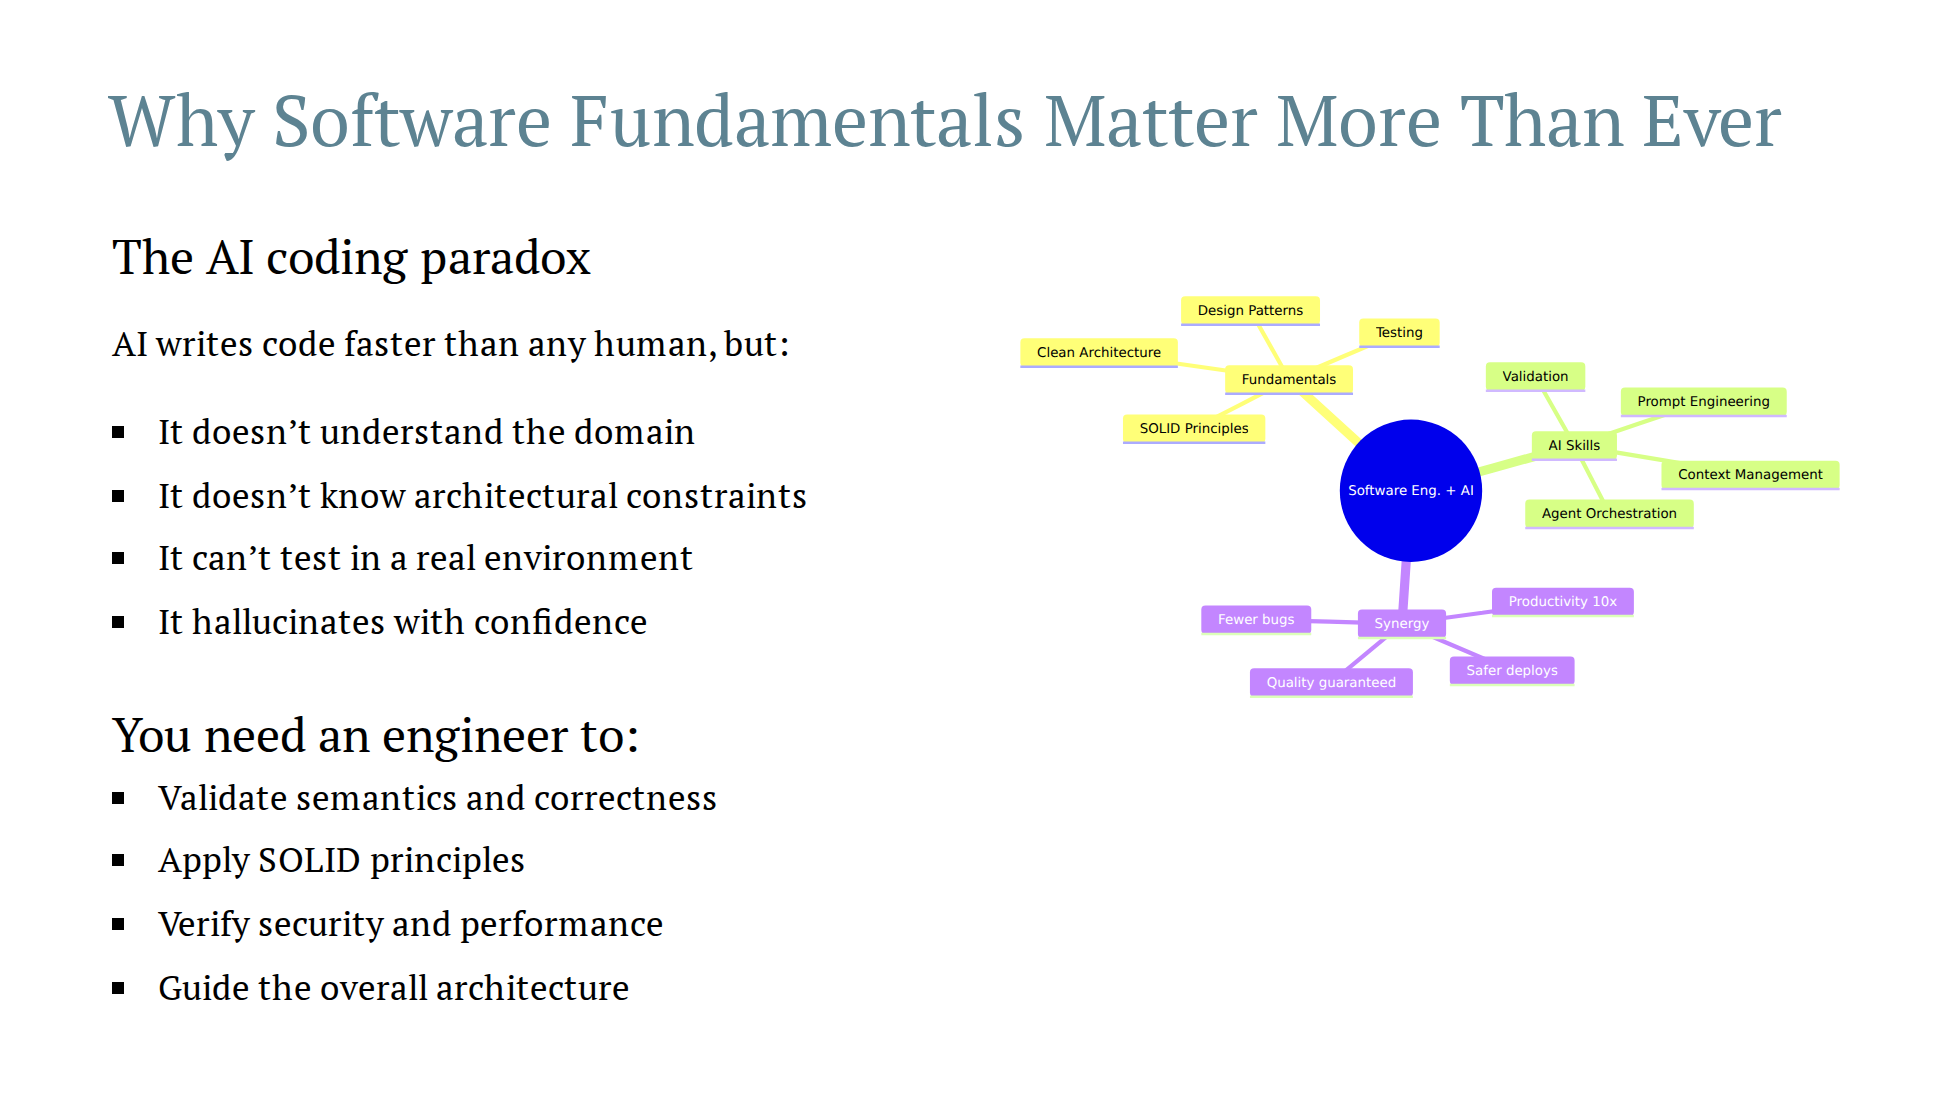 Why Software Fundamentals Matter More Than Ever
The AI coding paradox
AI writes code faster than any human, but:
It doesn’t understand the domain
It doesn’t know architectural constraints
It can’t test in a real environment
It hallucinates with confidence
You need an engineer to:
Validate semantics and correctness
Apply SOLID principles
Verify security and performance
Guide the overall architecture
Design Patterns
Testing
Clean Architecture
Fundamentals
SOLID Principles
Validation
Prompt Engineering
AI Skills
Context Management
Agent Orchestration
Software Eng. + AI
Productivity 10x
Fewer bugs
Synergy
Safer deploys
Quality guaranteed